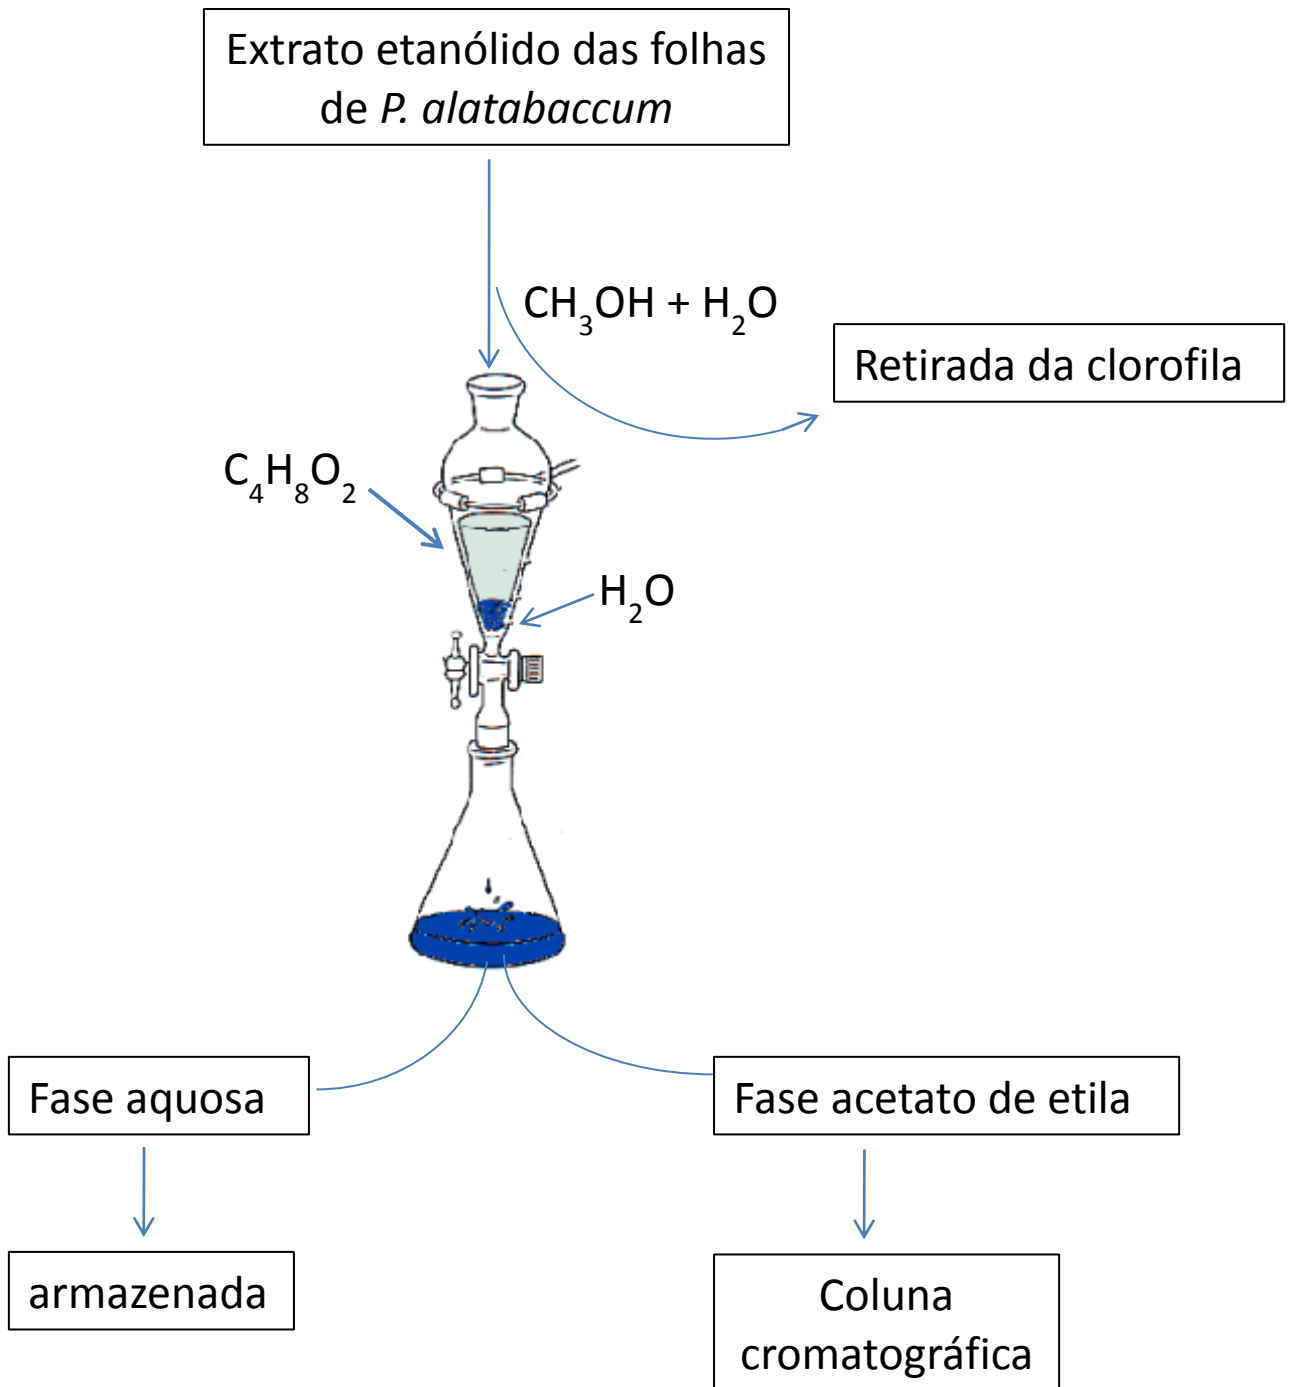 Extrato etanólido das folhas
de P. alatabaccum
CH₃OH + H₂O
Retirada da clorofila
C₄H₈O₂
H₂O
Fase aquosa
Fase acetato de etila
armazenada
Coluna
cromatográfica